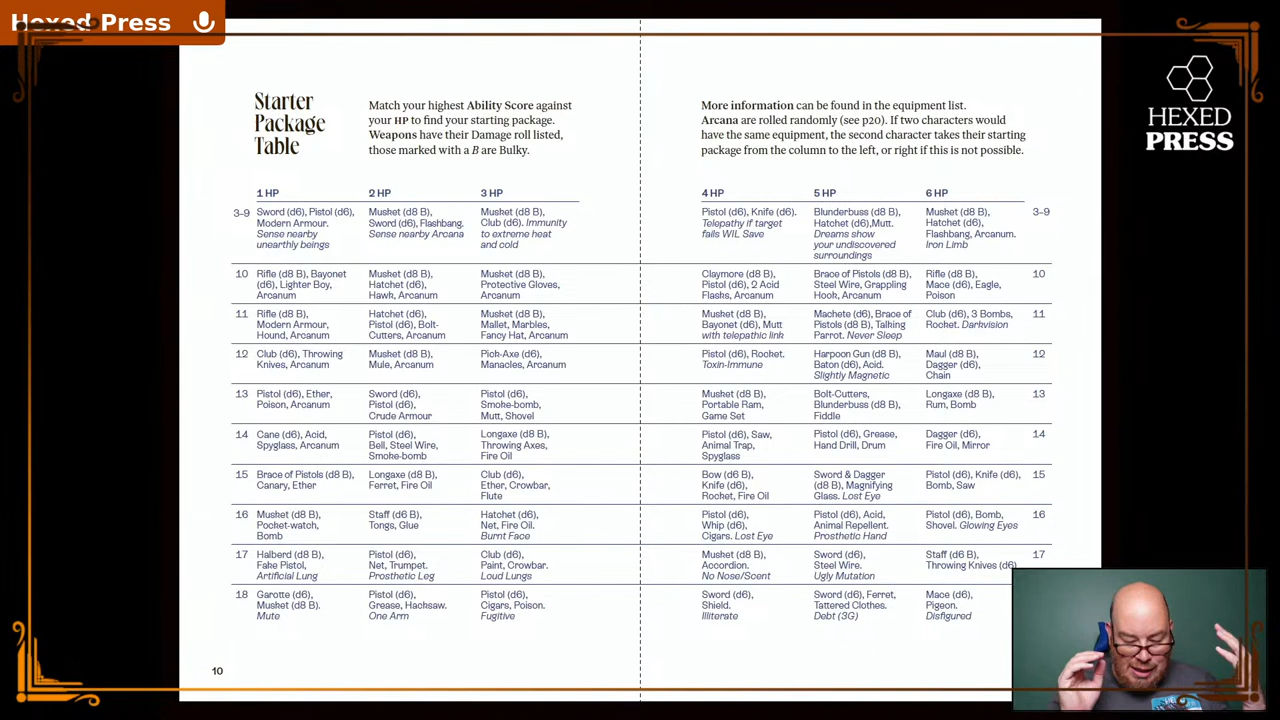 Hexed Press
HEXED
PRESS
Starter
Package
Table
Match your highest Ability Score against
your HP to find your starting package.
Weapons have their Damage roll listed,
those marked with a B are Bulky.
More information can be found in the equipment list.
Arcana are rolled randomly (see p20). If two characters would
have the same equipment, the second character takes their starting
package from the column to the left, or right if this is not possible.
1 HP 2 HP 3 HP 4 HP 5 HP 6 HP
3–9 Sword (d6), Pistol (d6), Musket (d8 B), Musket (d8 B), Pistol (d6), Knife (d6). Blunderbuss (d8 B), Musket (d8 B), 3–9
Modern Armour. Sword (d6), Flashbang. Club (d6). Immunity Telepathy if target Hatchet (d6),Mutt. Hatchet (d6),
Sense nearby Sense nearby Arcana to extreme heat fails WIL Save Dreams show Flashbang, Arcanum.
unearthly beings and cold your undiscovered Iron Limb
surroundings
10 Rifle (d8 B), Bayonet Musket (d8 B), Musket (d8 B), Claymore (d8 B), Brace of Pistols (d8 B), Rifle (d8 B), 10
(d6), Lighter Boy, Hatchet (d6), Protective Gloves, Pistol (d6), 2 Acid Steel Wire, Grappling Mace (d6), Eagle,
Arcanum Hawk, Arcanum Arcanum Flasks, Arcanum Hook, Arcanum Poison
11 Rifle (d8 B), Hatchet (d6), Musket (d8 B), Musket (d8 B), Machete (d6), Brace of Club (d6), 3 Bombs, 11
Modern Armour, Pistol (d6), Bolt- Mallet, Marbles, Bayonet (d6), Mutt Pistols (d8 B), Talking Rocket. Darkvision
Hound, Arcanum Cutters, Arcanum Fancy Hat, Arcanum with telepathic link Parrot. Never Sleep
12 Club (d6), Throwing Musket (d8 B), Pick-Axe (d6), Pistol (d6), Rocket. Harpoon Gun (d8 B), Maul (d8 B), 12
Knives, Arcanum Mule, Arcanum Manacles, Arcanum Toxin-Immune Baton (d6), Acid. Dagger (d6),
Slightly Magnetic Chain
13 Pistol (d6), Ether, Sword (d6), Pistol (d6), Musket (d8 B), Bolt-Cutters, Longaxe (d8 B), 13
Poison, Arcanum Pistol (d6), Smoke-bomb, Portable Ram, Blunderbuss (d8 B), Rum, Bomb
Crude Armour Mutt, Shovel Game Set Fiddle
14 Cane (d6), Acid, Pistol (d6), Longaxe (d8 B), Pistol (d6), Saw, Pistol (d6), Grease, Dagger (d6), 14
Spyglass, Arcanum Bell, Steel Wire, Throwing Axes, Animal Trap, Hand Drill, Drum Fire Oil, Mirror
Smoke-bomb Fire Oil Spyglass
15 Brace of Pistols (d8 B), Longaxe (d8 B), Club (d6), Bow (d6 B), Sword & Dagger Pistol (d6), Knife (d6), 15
Canary, Ether Ferret, Fire Oil Ether, Crowbar, Knife (d6), (d8 B), Magnifying Bomb, Saw
Flute Rocket, Fire Oil Glass. Lost Eye
16 Musket (d8 B), Staff (d6 B), Hatchet (d6), Pistol (d6), Pistol (d6), Acid, Pistol (d6), Bomb, 16
Pocket-watch, Tongs, Glue Net, Fire Oil. Whip (d6), Animal Repellent. Shovel. Glowing Eyes
Bomb Burnt Face Cigars. Lost Eye Prosthetic Hand
17 Halberd (d8 B), Pistol (d6), Club (d6), Musket (d8 B), Sword (d6), Staff (d6 B), 17
Fake Pistol, Net, Trumpet. Paint, Crowbar. Accordion. Steel Wire. Throwing Knives (d6)
Artificial Lung Prosthetic Leg Loud Lungs No Nose/Scent Ugly Mutation
18 Garotte (d6), Pistol (d6), Pistol (d6), Sword (d6), Sword (d6), Ferret, Mace (d6),
Musket (d8 B). Grease, Hacksaw. Cigars, Poison. Shield. Tattered Clothes. Pigeon.
Mute One Arm Fugitive Illiterate Debt (3G) Disfigured
10